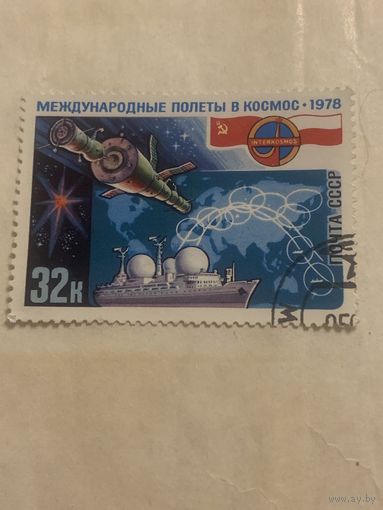 МЕЖДУНАРОДНЫЕ ПОЛЕТЫ В КОСМОС • 1978
INTERKOSMOS
ПОЧТА СССР
32к
www.ay.by